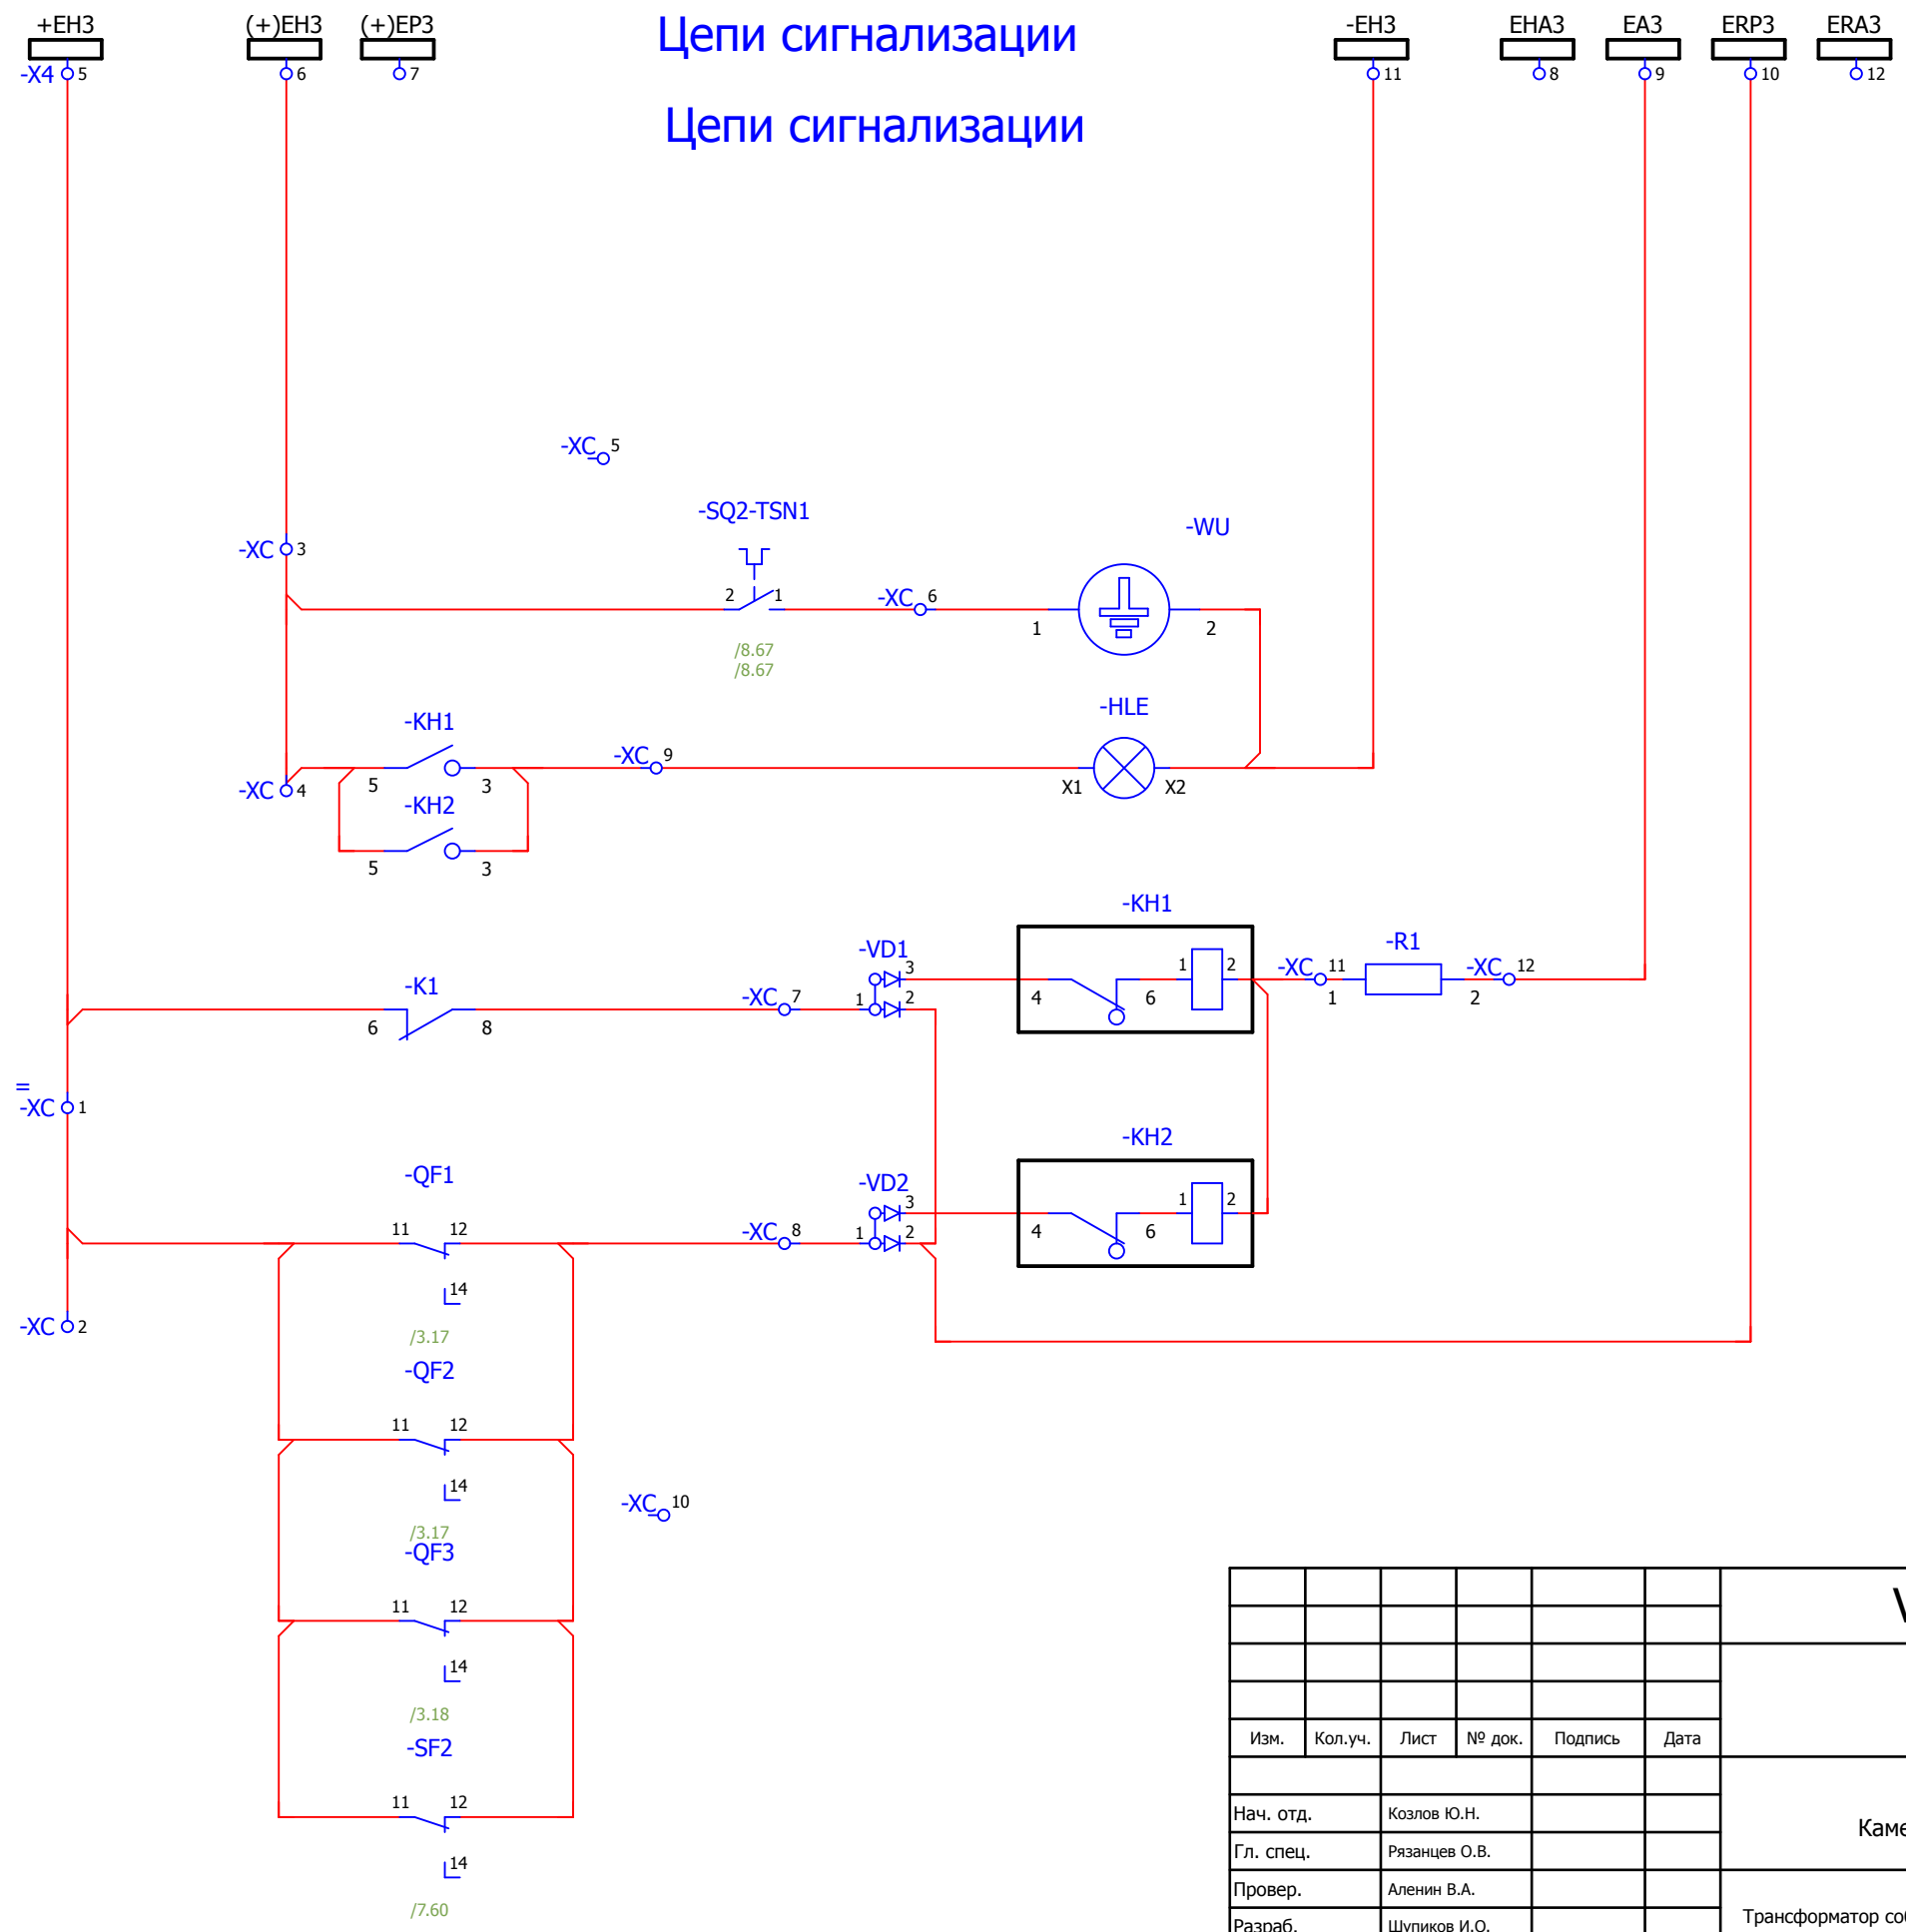 +EH3 (+)EH3 (+)EP3 Цепи сигнализации -EH3 EHA3 EA3 ERP3 ERA3
-X4 5 6 7 11 8 9 10 12
Цепи сигнализации
-XC 5
-SQ2-TSN1
-WU
-XC 3
2 1 -XC 6
1 2
/8.67
/8.67
-HLE
-KH1
-XC 9
-XC 4 5 3 X1 X2
-KH2
5 3
-KH1
-VD1 3 -R1
1 2 -XC 11 -XC 12
-K1 -XC 7 1 2 4 6 1 2
6 8
=
-XC 1
-KH2
-QF1 -VD2 3
1 2
11 12 -XC 8 1 2 4 6
14
-XC 2 /3.17
-QF2
11 12
14 -XC 10
/3.17
-QF3
11 12
14
/3.18
-SF2
11 12
14
/7.60
Изм. Кол.уч. Лист № док. Подпись Дата
Нач. отд. Козлов Ю.Н.
Каме
Гл. спец. Рязанцев О.В.
Провер. Аленин В.А.
Трансформатор соб
Разраб. Шупиков И.О.